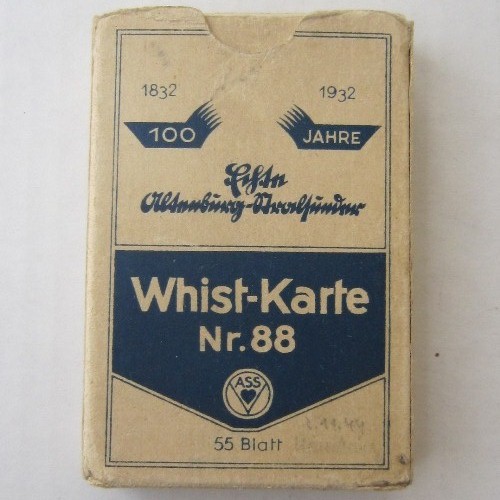 1832 1932
100 JAHRE
Echte
Altenburg-Stralsunder
Whist-Karte
Nr. 88
ASS
55 Blatt